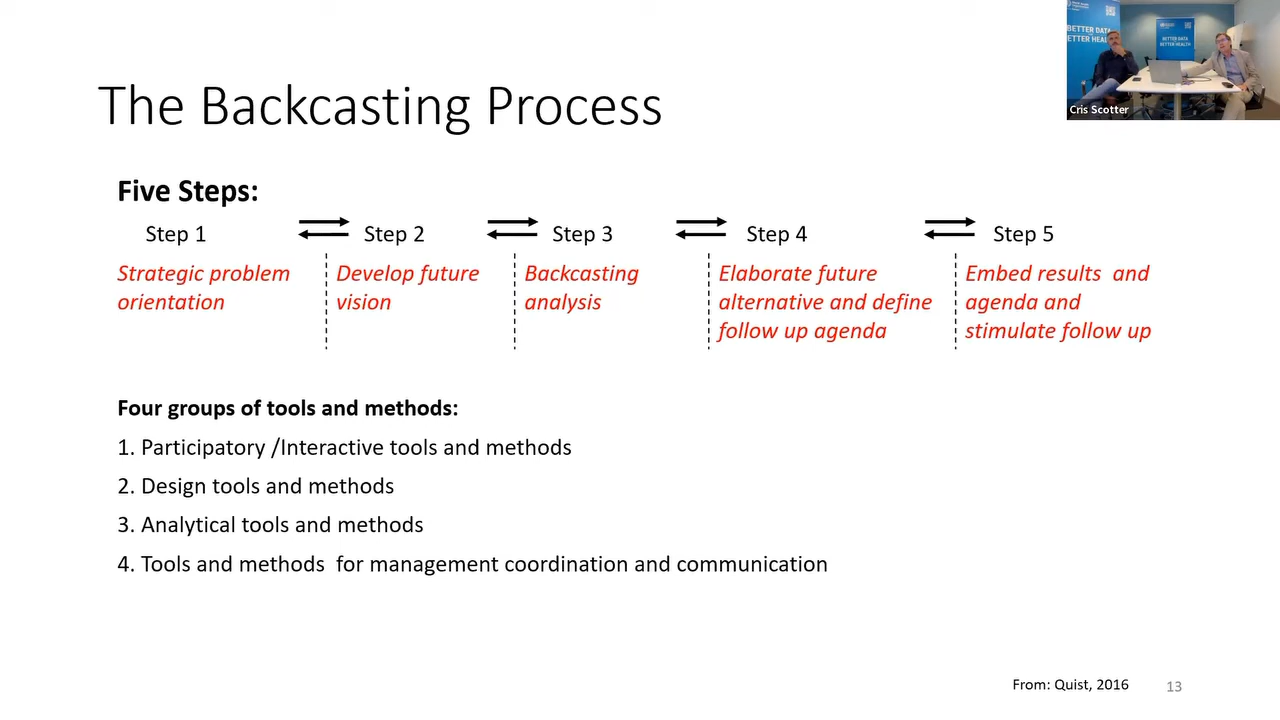 BETTER DATA
BETTER HEAL
BETTER DATA
BETTER HEALTH
Cris Scotter
The Backcasting Process
Five Steps:
Step 1
Step 2
Step 3
Step 4
Step 5
Strategic problem
orientation
Develop future
vision
Backcasting
analysis
Elaborate future
alternative and define
follow up agenda
Embed results  and
agenda and
stimulate follow up
Four groups of tools and methods:
1. Participatory /Interactive tools and methods
2. Design tools and methods
3. Analytical tools and methods
4. Tools and methods  for management coordination and communication
From: Quist, 2016
13